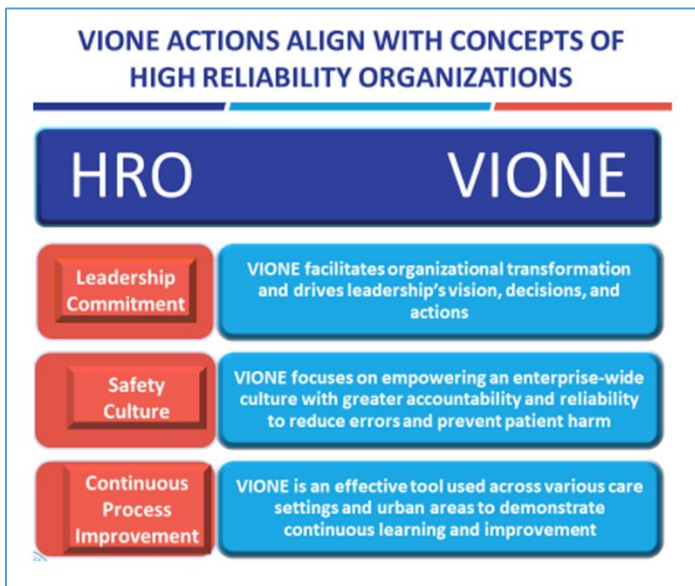 VIONE ACTIONS ALIGN WITH CONCEPTS OF
HIGH RELIABILITY ORGANIZATIONS
HRO VIONE
Leadership
Commitment
VIONE facilitates organizational transformation
and drives leadership's vision, decisions, and
actions
Safety
Culture
VIONE focuses on empowering an enterprise-wide
culture with greater accountability and reliability
to reduce errors and prevent patient harm
Continuous
Process
Improvement
VIONE is an effective tool used across various care
settings and urban areas to demonstrate
continuous learning and improvement